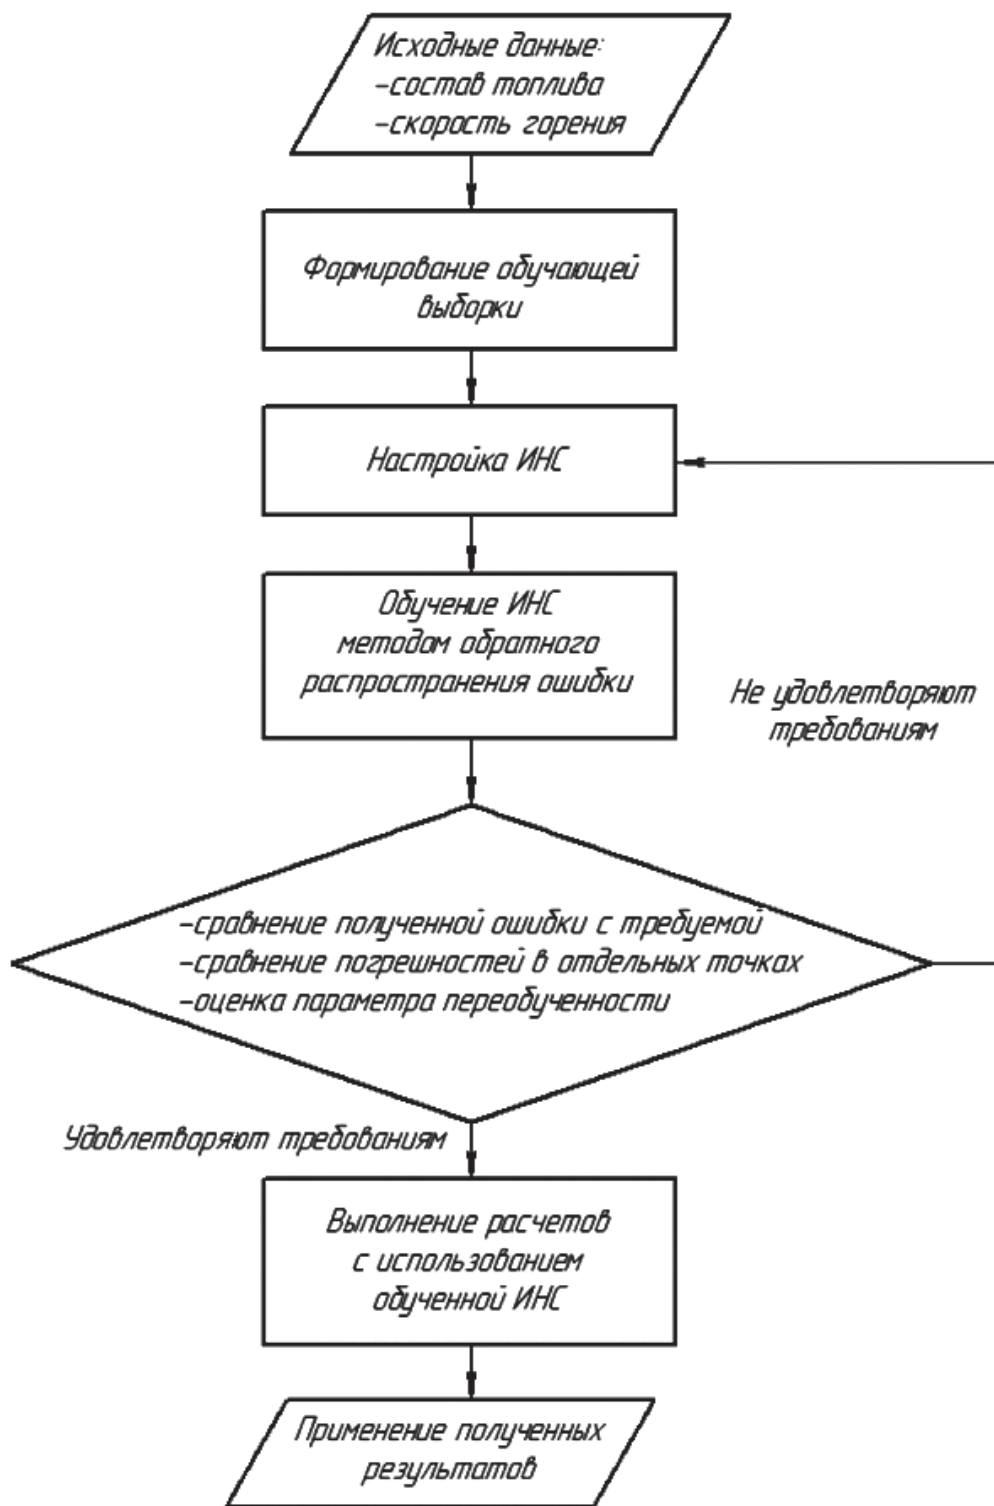 Исходные данные:
-состав топлива
-скорость горения
Формирование обучающей
выборки
Настройка ИНС
Обучение ИНС
методом обратного
распространения ошибки
Не удовлетворяют
требованиям
-сравнение полученной ошибки с требуемой
-сравнение погрешностей в отдельных точках
-оценка параметра переобученности
Удовлетворяют требованиям
Выполнение расчетов
с использованием
обученной ИНС
Применение полученных
результатов